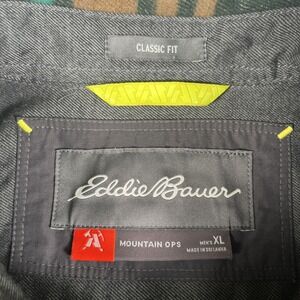 CLASSIC FIT
Eddie Bauer
MOUNTAIN OPS
MEN'S XL
MADE IN SRI LANKA